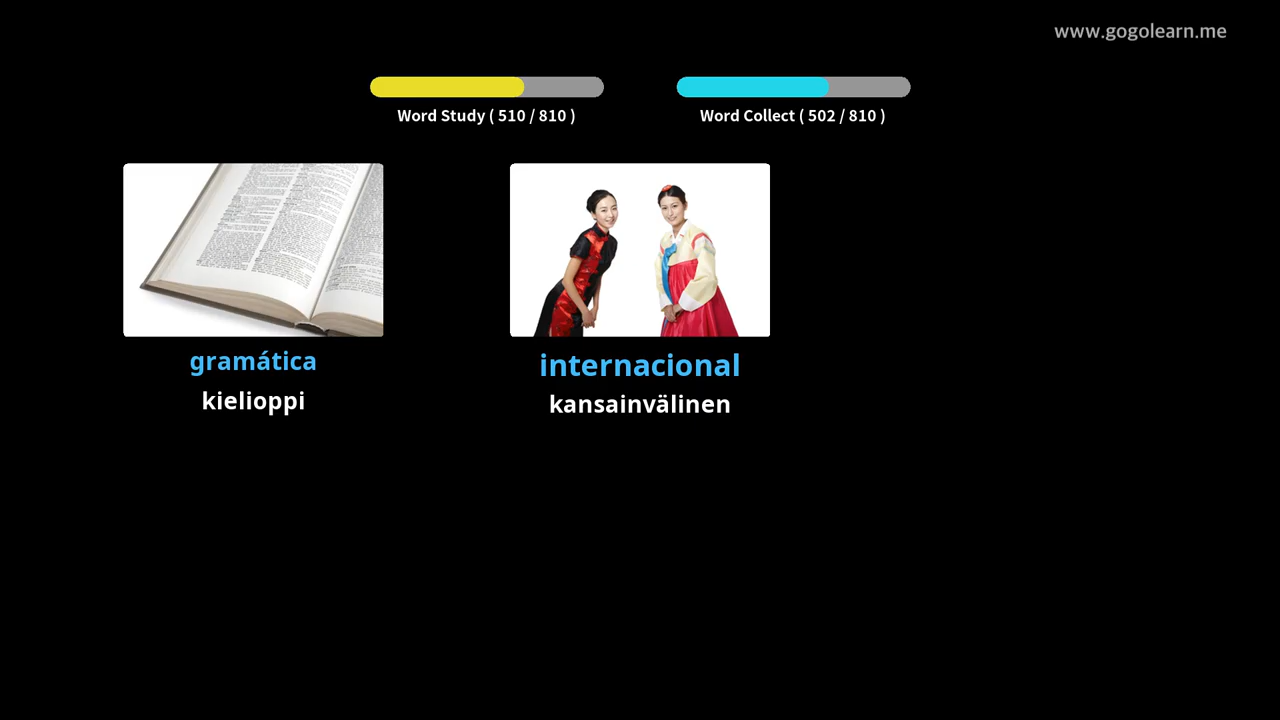 www.gogolearn.me
Word Study ( 510 / 810 )
Word Collect ( 502 / 810 )
gramática
kielioppi
internacional
kansainvälinen